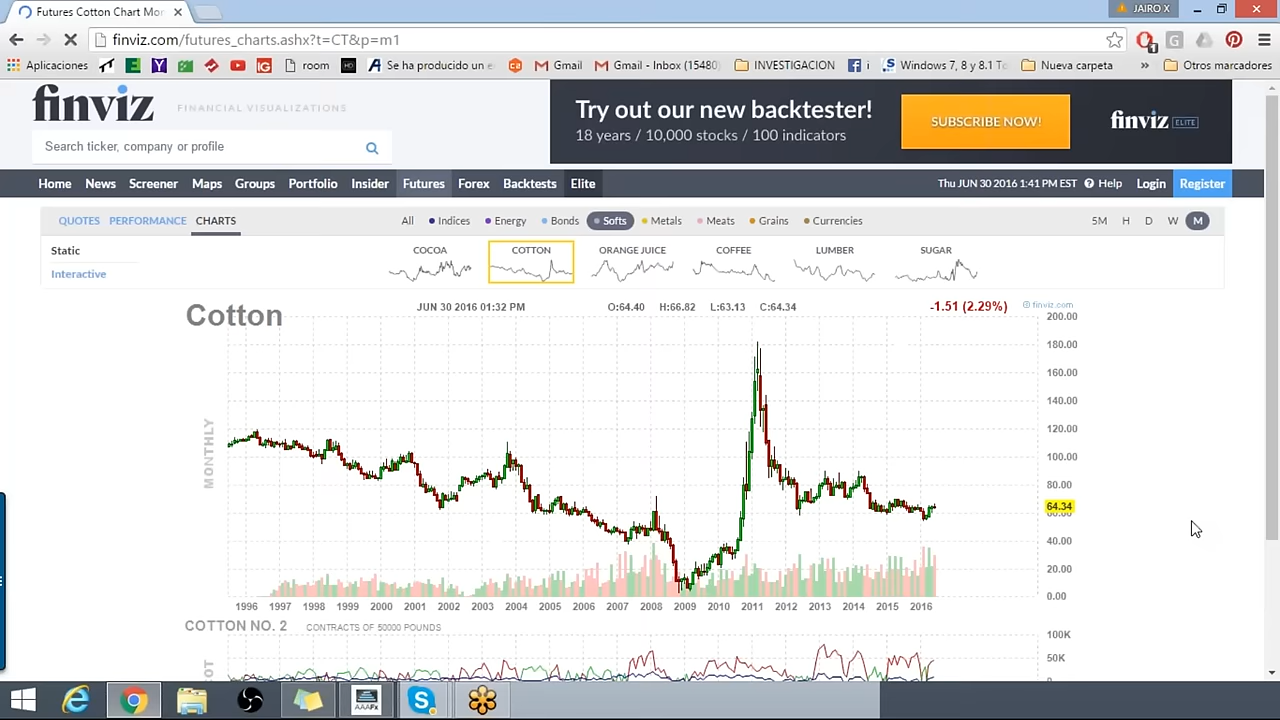 Futures Cotton Chart Mon
JAIRO X
finviz.com/futures_charts.ashx?t=CT&p=m1
Aplicaciones
room
Se ha producido un e
Gmail
Gmail - Inbox (15480)
INVESTIGACION
Windows 7, 8 y 8.1 To
Nueva carpeta
»
Otros marcadores
finviz FINANCIAL VISUALIZATIONS
Try out our new backtester!
18 years / 10,000 stocks / 100 indicators
SUBSCRIBE NOW!
finviz ELITE
Search ticker, company or profile
Home News Screener Maps Groups Portfolio Insider Futures Forex Backtests Elite
Thu JUN 30 2016 1:41 PM EST Help Login Register
QUOTES PERFORMANCE CHARTS
All Indices Energy Bonds Softs Metals Meats Grains Currencies
5M H D W M
Static
Interactive
COCOA COTTON ORANGE JUICE COFFEE LUMBER SUGAR
Cotton
JUN 30 2016 01:32 PM O:64.40 H:66.82 L:63.13 C:64.34 -1.51 (2.29%) © finviz.com
MONTHLY
200.00
180.00
160.00
140.00
120.00
100.00
80.00
64.34
60.00
40.00
20.00
0.00
1996 1997 1998 1999 2000 2001 2002 2003 2004 2005 2006 2007 2008 2009 2010 2011 2012 2013 2014 2015 2016
COTTON NO. 2 CONTRACTS OF 50000 POUNDS
100K
50K
OT
AAAFx